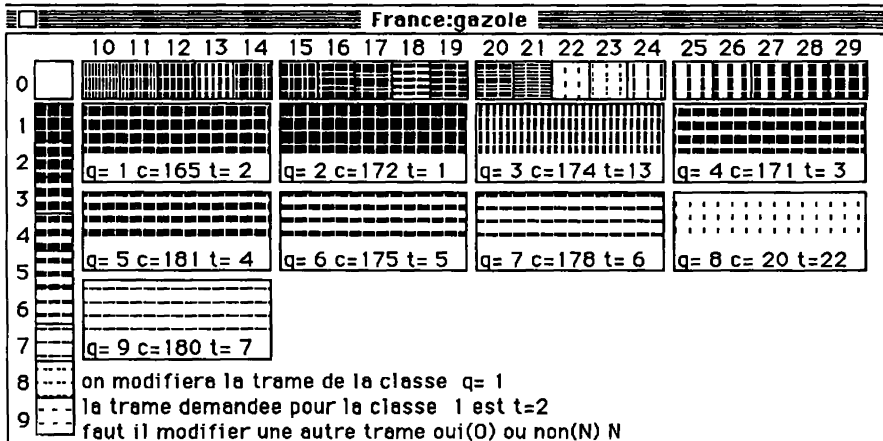 France:gazole
10 11 12 13 14 15 16 17 18 19 20 21 22 23 24 25 26 27 28 29
0
1
q= 1 c=165 t= 2 q= 2 c=172 t= 1 q= 3 c=174 t=13 q= 4 c=171 t= 3
2
3
4
q= 5 c=181 t= 4 q= 6 c=175 t= 5 q= 7 c=178 t= 6 q= 8 c= 20 t=22
5
6
7
q= 9 c=180 t= 7
8
on modifiera la trame de la classe q= 1
la trame demandee pour la classe 1 est t=2
9
faut il modifier une autre trame oui(O) ou non(N) N